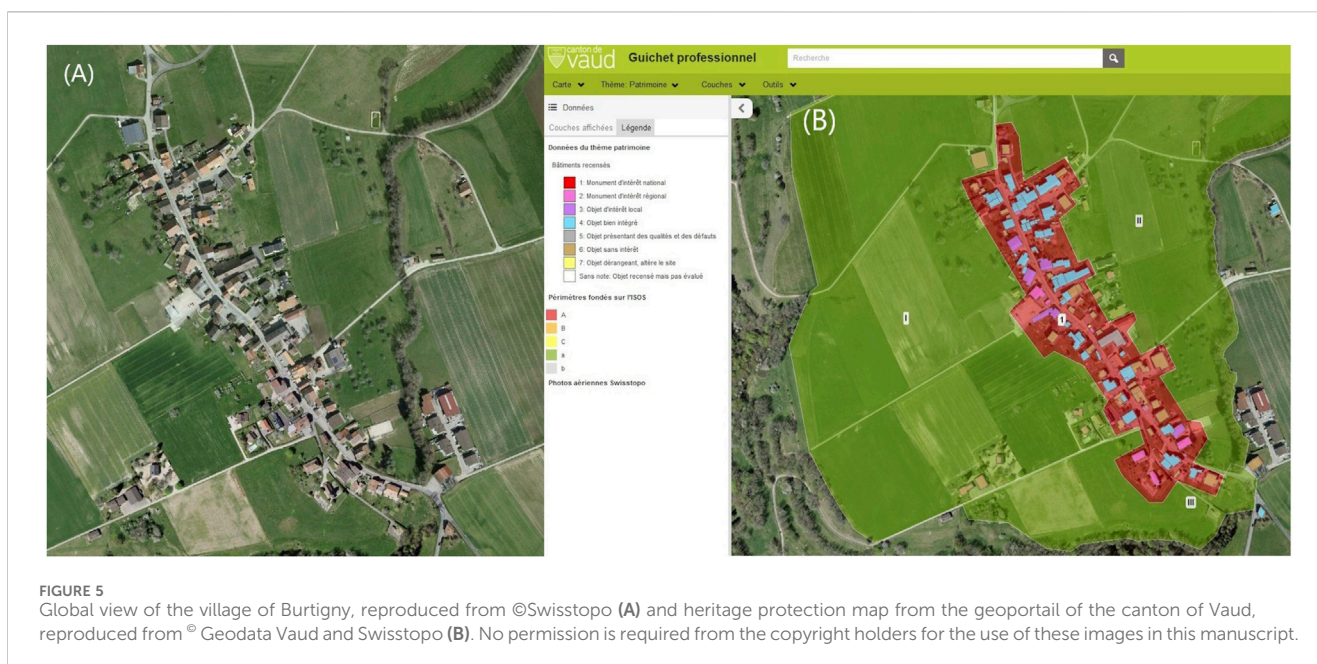 (A)
canton de
vaud
Guichet professionnel
Recherche
Carte
Thème: Patrimoine
Couches
Outils
Données
Couches affichées
Légende
Données du thème patrimoine
Bâtiments recensés
1: Monument d'intérêt national
2: Monument d'intérêt régional
3: Objet d'intérêt local
4: Objet bien intégré
5: Objet présentant des qualités et des défauts
6: Objet sans intérêt
7: Objet dérangeant, altère le site
Sans note: Objet recensé mais pas évalué
Périmètres fondés sur l'ISOS
A
B
C
a
b
Photos aériennes Swisstopo
(B)
II
I
1
III
FIGURE 5
Global view of the village of Burtigny, reproduced from ©Swisstopo (A) and heritage protection map from the geoportail of the canton of Vaud,
reproduced from © Geodata Vaud and Swisstopo (B). No permission is required from the copyright holders for the use of these images in this manuscript.